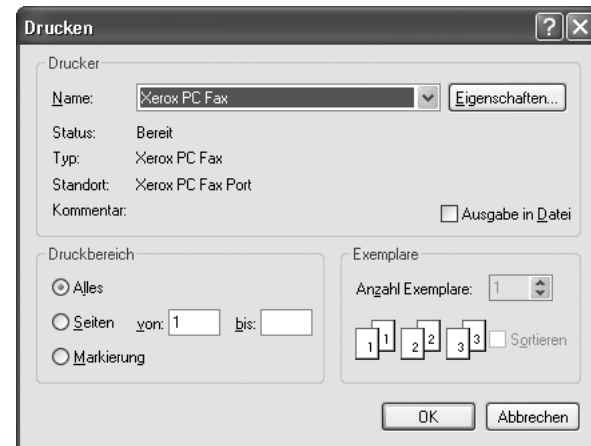 Drucken
Drucker
Name: Xerox PC Fax Eigenschaften...
Status: Bereit
Typ: Xerox PC Fax
Standort: Xerox PC Fax Port
Kommentar: Ausgabe in Datei
Druckbereich
Alles
Seiten von: 1 bis:
Markierung
Exemplare
Anzahl Exemplare: 1
1 1 2 2 3 3 Sortieren
OK Abbrechen